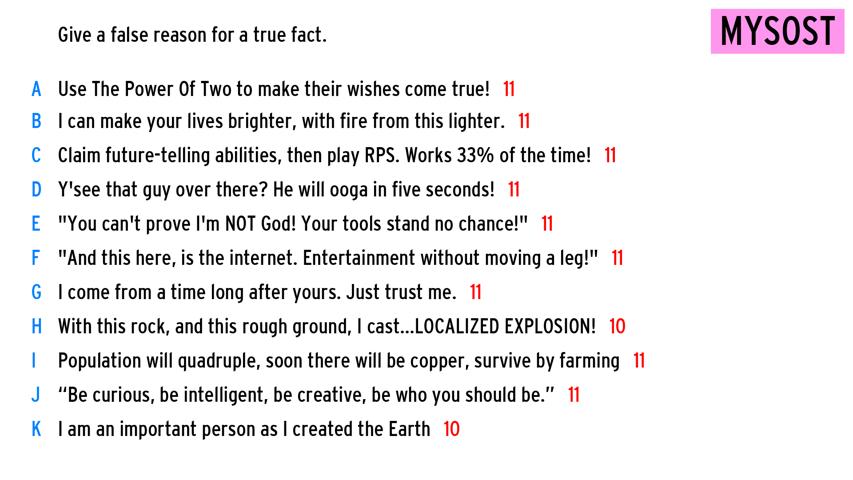 Give a false reason for a true fact.
MYSOST
A Use The Power Of Two to make their wishes come true! 11
B I can make your lives brighter, with fire from this lighter. 11
C Claim future-telling abilities, then play RPS. Works 33% of the time! 11
D Y'see that guy over there? He will ooga in five seconds! 11
E "You can't prove I'm NOT God! Your tools stand no chance!" 11
F "And this here, is the internet. Entertainment without moving a leg!" 11
G I come from a time long after yours. Just trust me. 11
H With this rock, and this rough ground, I cast...LOCALIZED EXPLOSION! 10
I Population will quadruple, soon there will be copper, survive by farming 11
J “Be curious, be intelligent, be creative, be who you should be.” 11
K I am an important person as I created the Earth 10